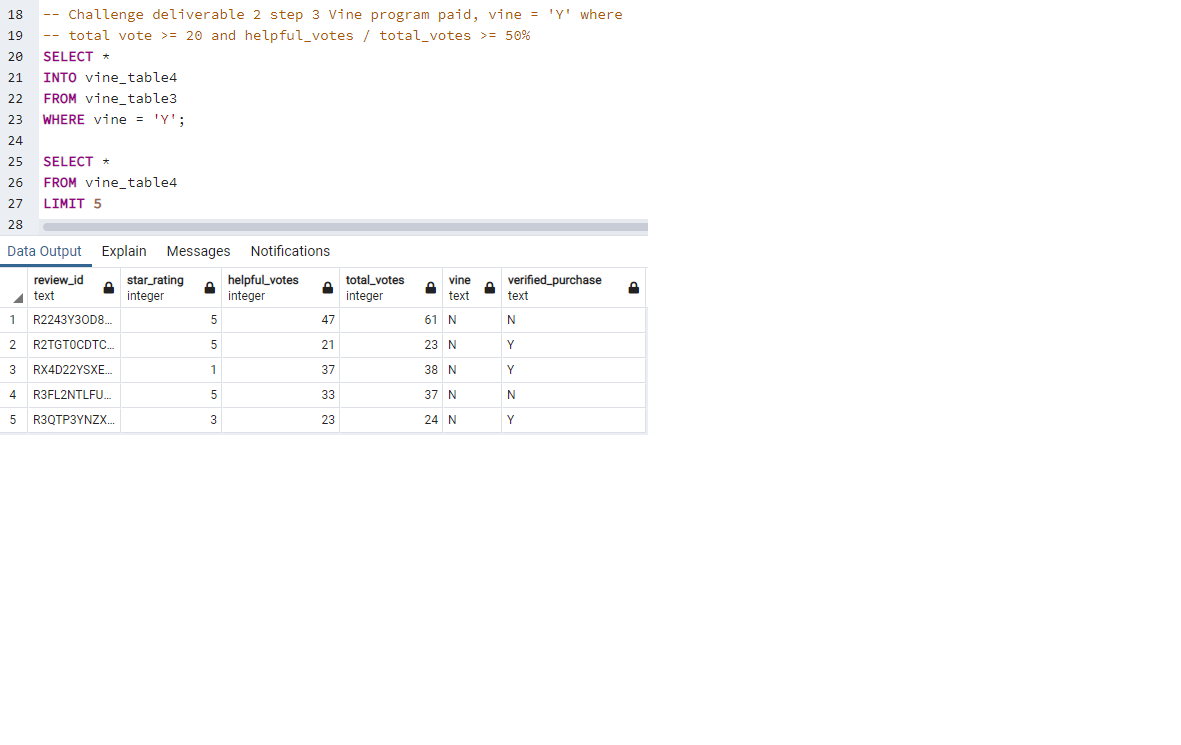 18 -- Challenge deliverable 2 step 3 Vine program paid, vine = 'Y' where
19 -- total vote >= 20 and helpful_votes / total_votes >= 50%
20 SELECT *
21 INTO vine_table4
22 FROM vine_table3
23 WHERE vine = 'Y';
24
25 SELECT *
26 FROM vine_table4
27 LIMIT 5
28
Data Output Explain Messages Notifications
review_id star_rating helpful_votes total_votes vine verified_purchase
text integer integer integer text text
1 R2243Y3OD8... 5 47 61 N N
2 R2TGT0CDTC... 5 21 23 N Y
3 RX4D22YSXE... 1 37 38 N Y
4 R3FL2NTLFU... 5 33 37 N N
5 R3QTP3YNZX... 3 23 24 N Y